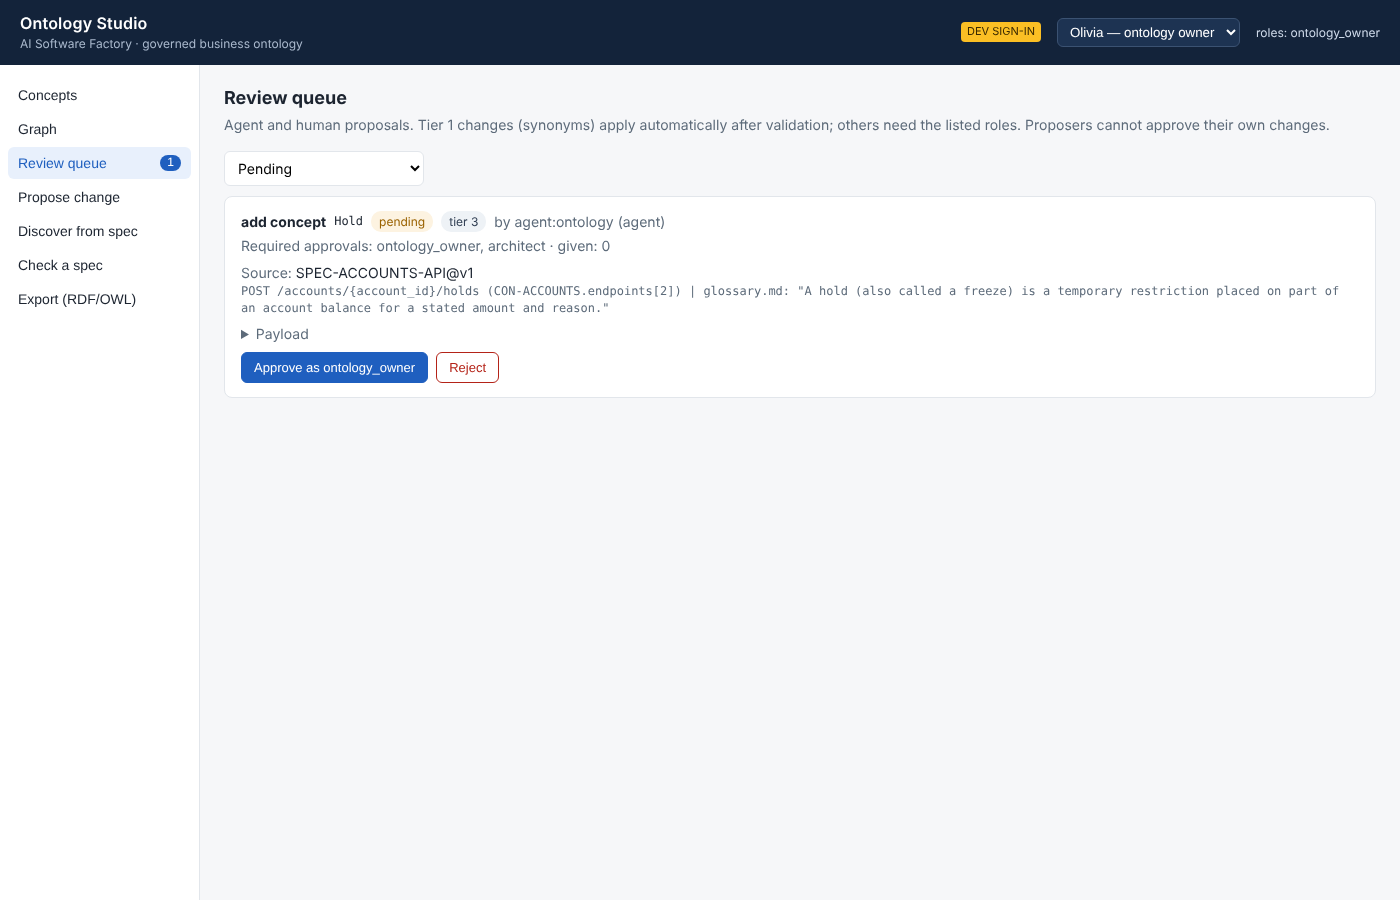 Ontology Studio
AI Software Factory · governed business ontology
DEV SIGN-IN
Olivia — ontology owner
roles: ontology_owner
Concepts
Graph
Review queue 1
Propose change
Discover from spec
Check a spec
Export (RDF/OWL)
Review queue
Agent and human proposals. Tier 1 changes (synonyms) apply automatically after validation; others need the listed roles. Proposers cannot approve their own changes.
Pending
add concept Hold pending tier 3 by agent:ontology (agent)
Required approvals: ontology_owner, architect · given: 0
Source: SPEC-ACCOUNTS-API@v1
POST /accounts/{account_id}/holds (CON-ACCOUNTS.endpoints[2]) | glossary.md: "A hold (also called a freeze) is a temporary restriction placed on part of
an account balance for a stated amount and reason."
Payload
Approve as ontology_owner
Reject